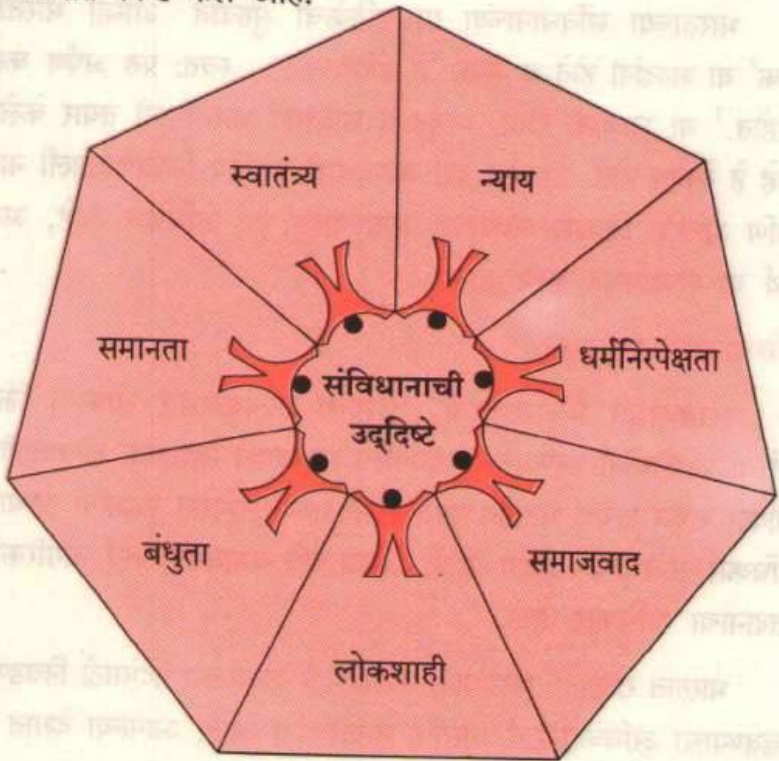 स्वातंत्र्य
न्याय
धर्मनिरपेक्षता
समाजवाद
लोकशाही
बंधुता
समानता
संविधानाची
उद्दिष्टे